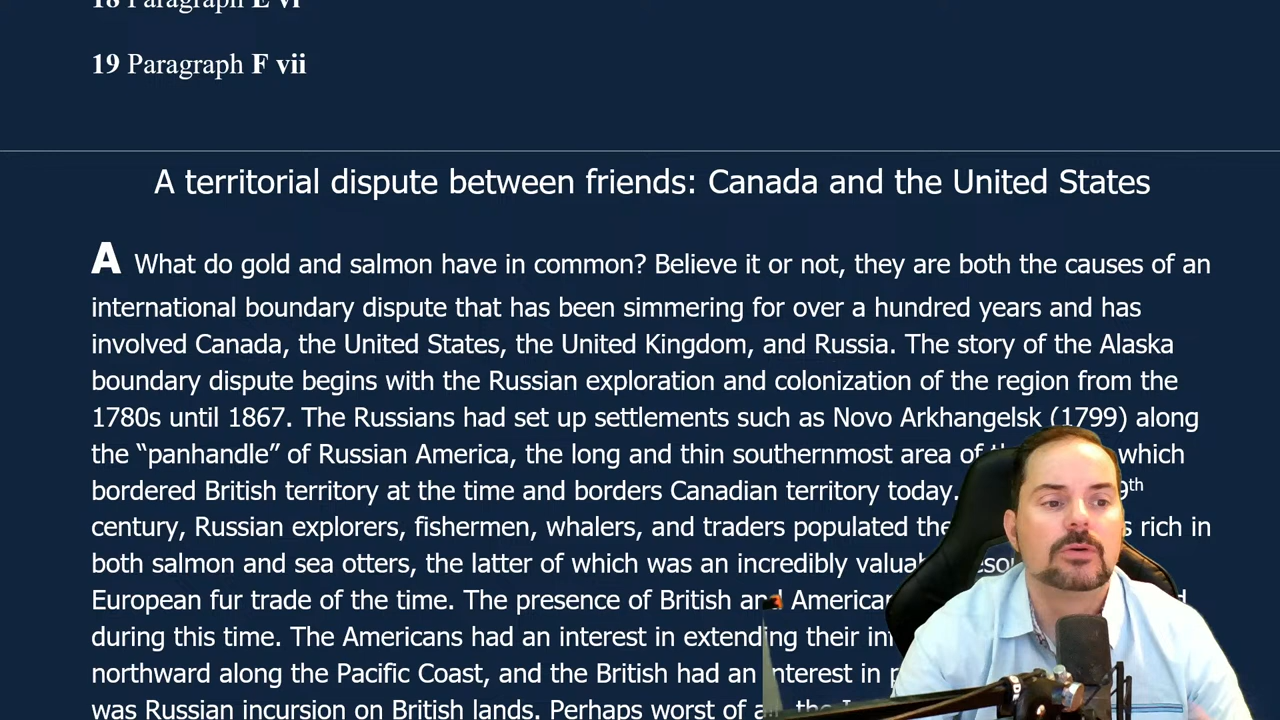 18 Paragraph E vi
19 Paragraph F vii
A territorial dispute between friends: Canada and the United States
A What do gold and salmon have in common? Believe it or not, they are both the causes of an
international boundary dispute that has been simmering for over a hundred years and has
involved Canada, the United States, the United Kingdom, and Russia. The story of the Alaska
boundary dispute begins with the Russian exploration and colonization of the region from the
1780s until 1867. The Russians had set up settlements such as Novo Arkhangelsk (1799) along
the “panhandle” of Russian America, the long and thin southernmost area of which
bordered British territory at the time and borders Canadian territory today.
century, Russian explorers, fishermen, whalers, and traders populated the rich in
both salmon and sea otters, the latter of which was an incredibly
European fur trade of the time. The presence of British and American
during this time. The Americans had an interest in extending their
northward along the Pacific Coast, and the British had an interest in
was Russian incursion on British lands. Perhaps worst of